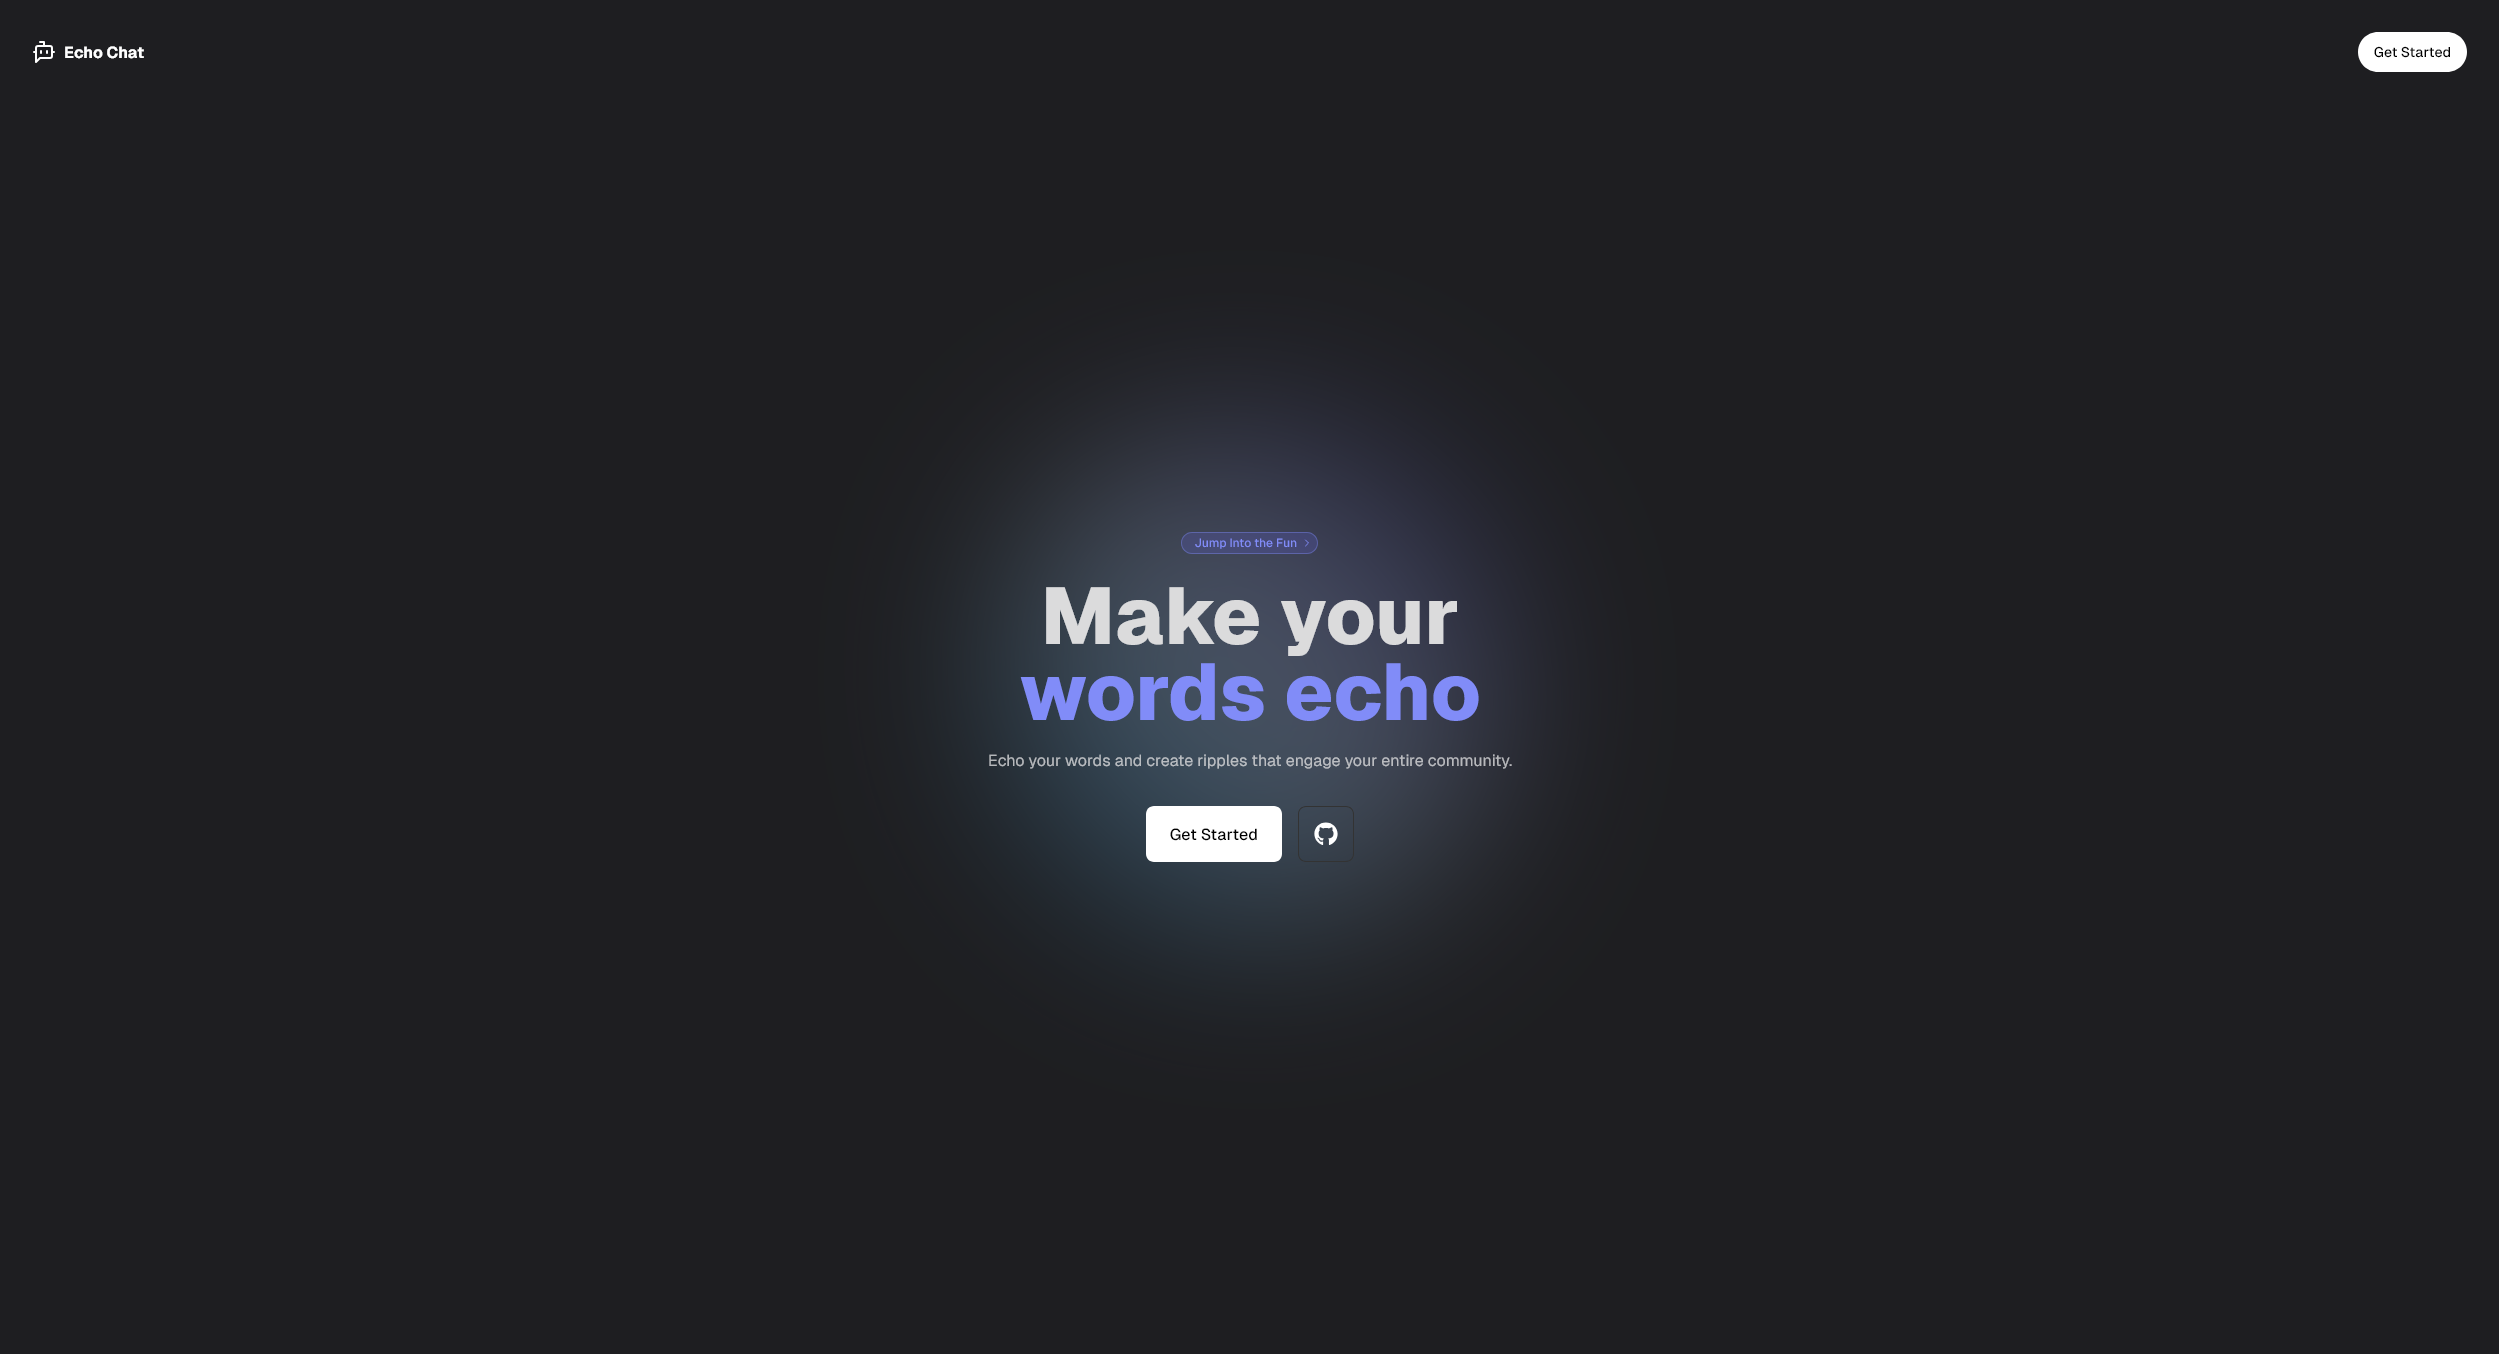 Echo Chat
Get Started
Jump Into the Fun
Make your
words echo
Echo your words and create ripples that engage your entire community.
Get Started